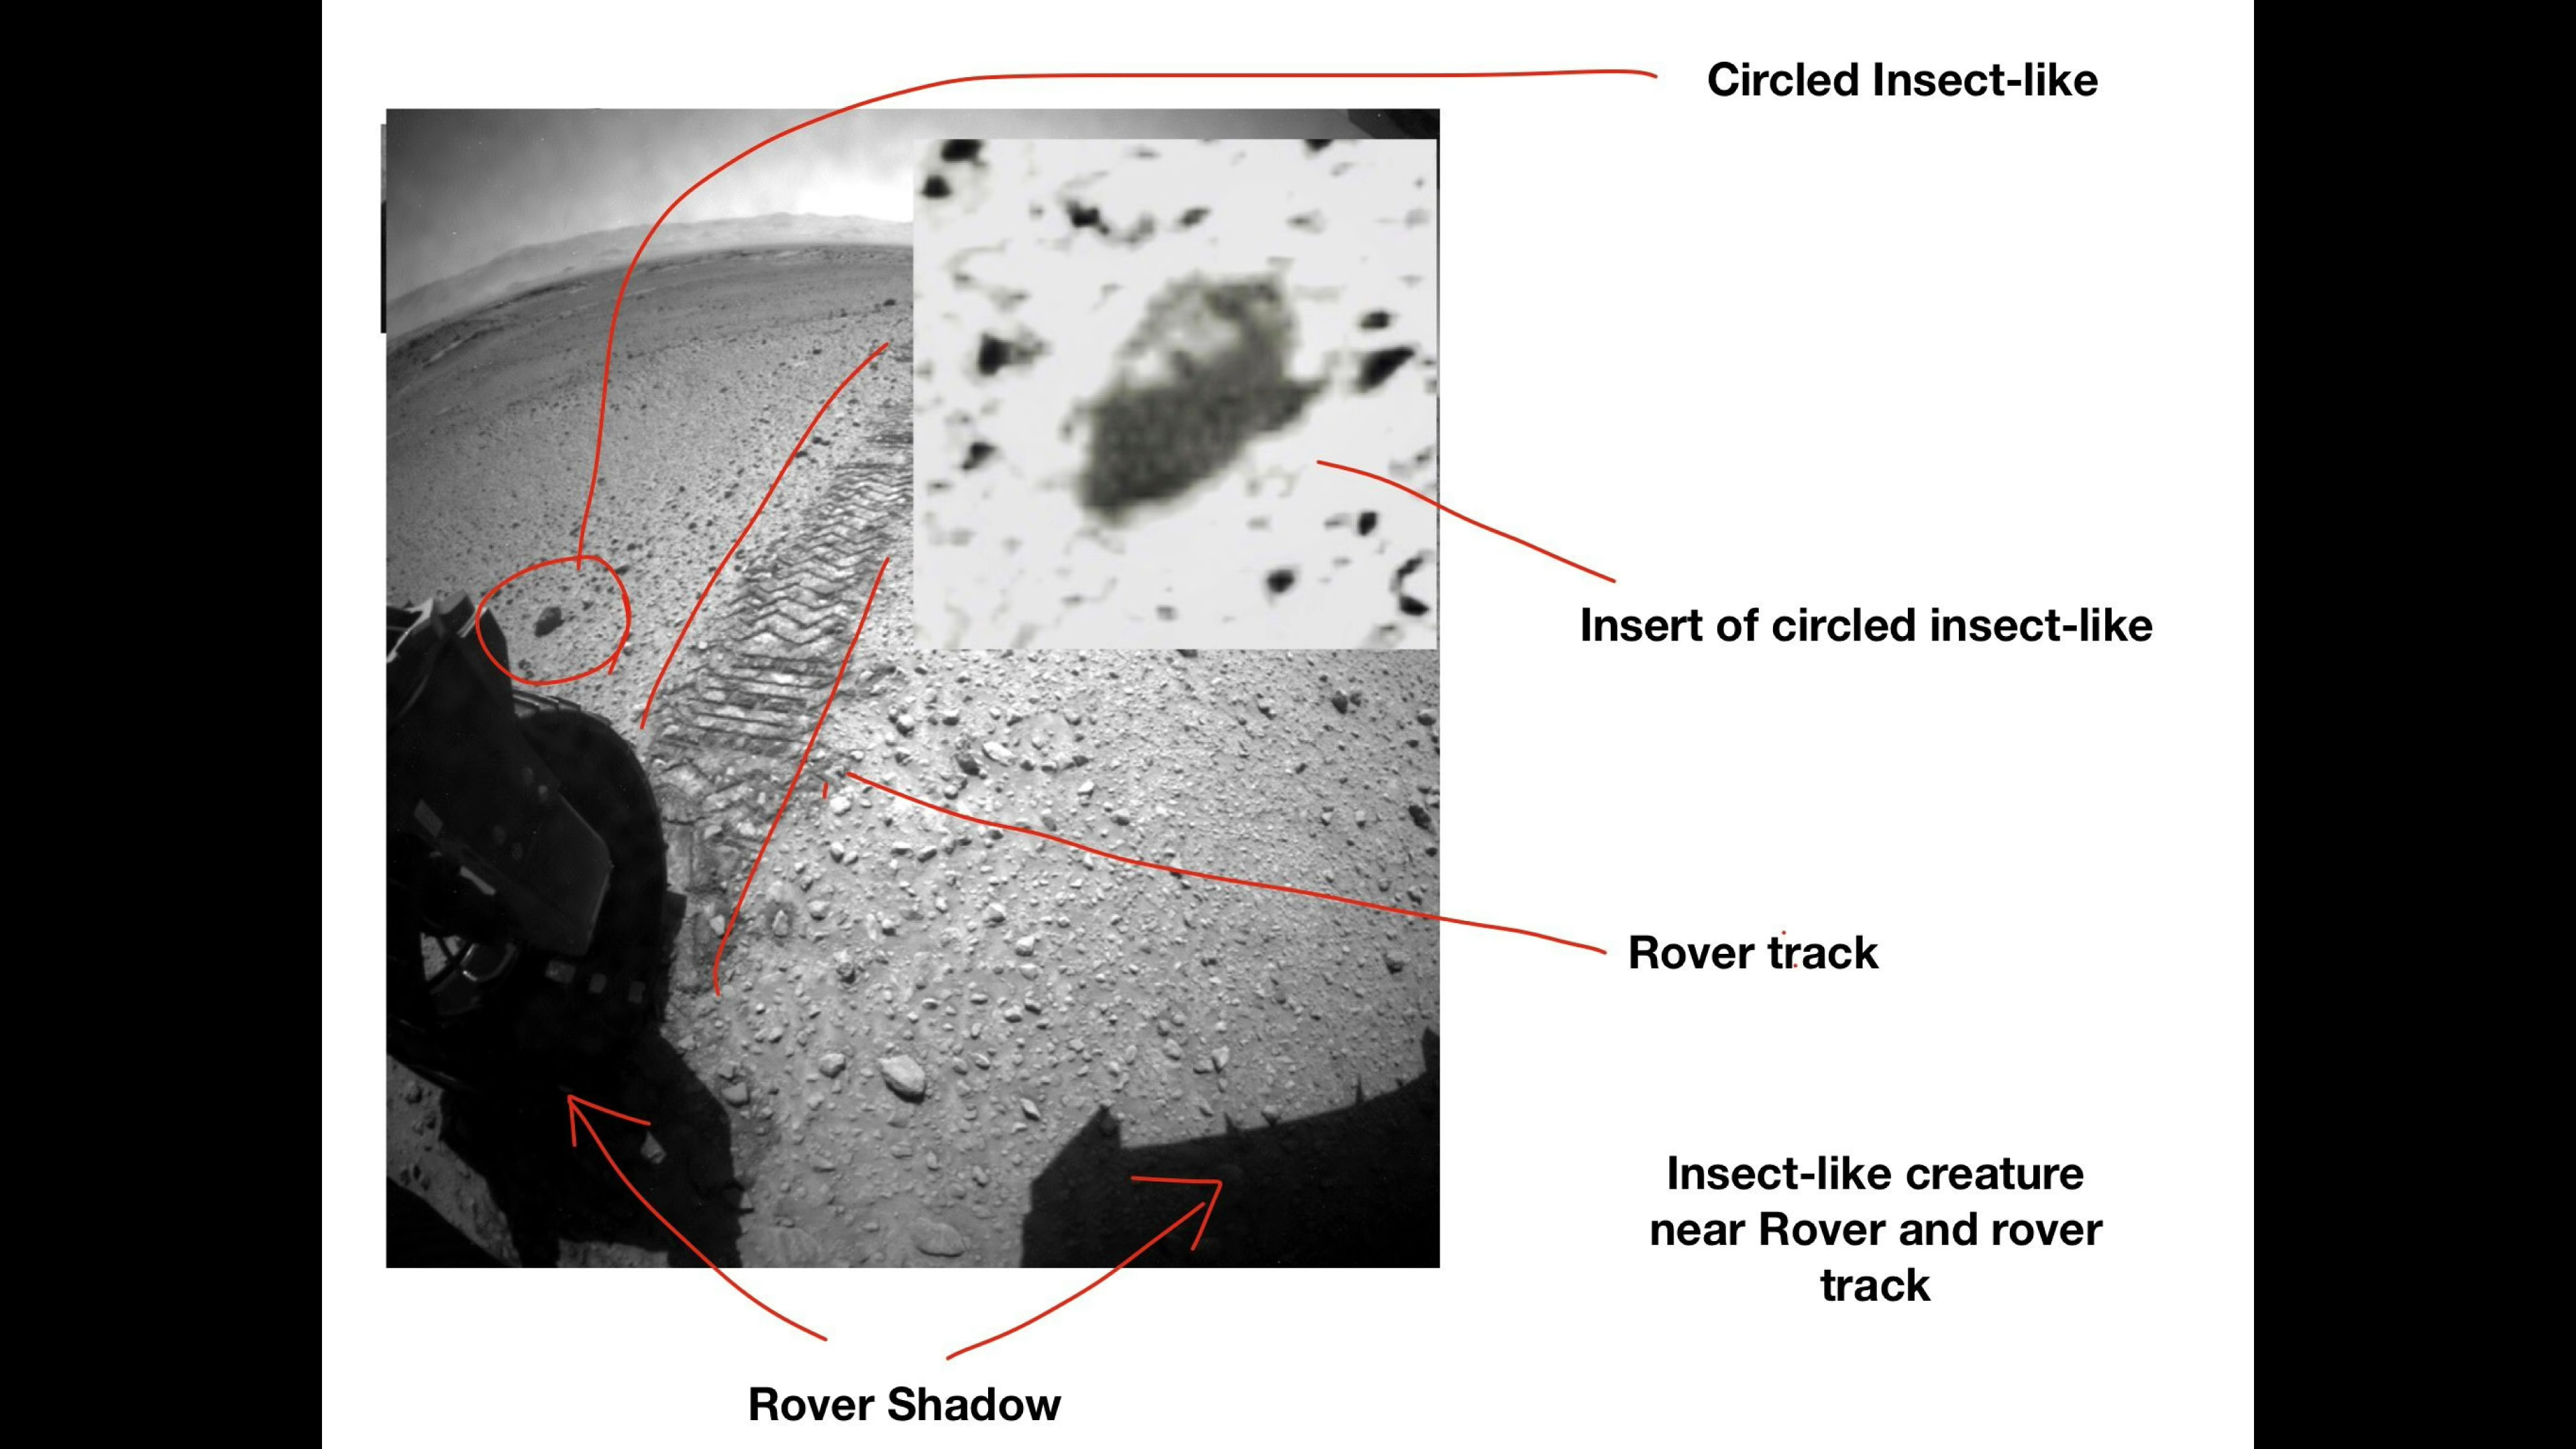 Circled Insect-like
Insert of circled insect-like
Rover track
Insect-like creature
near Rover and rover
track
Rover Shadow